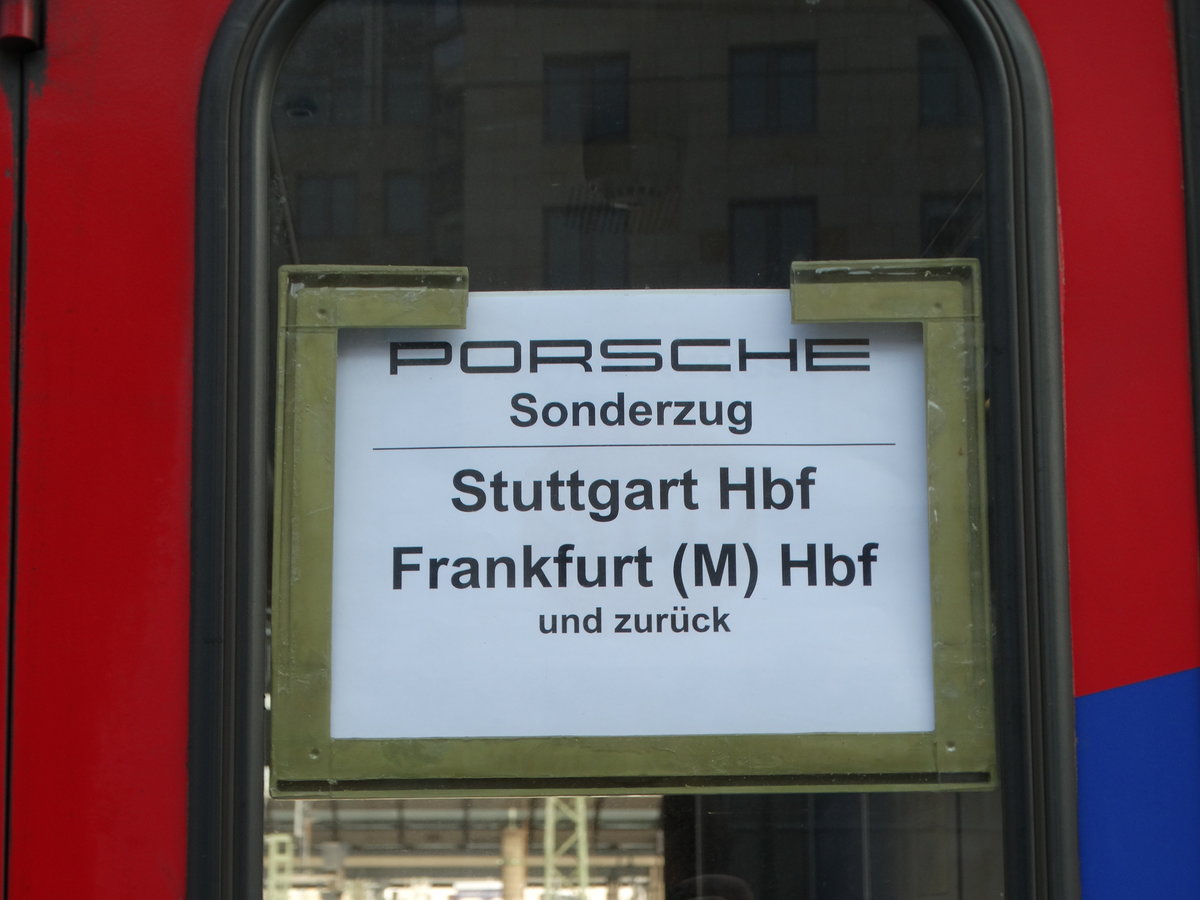 PORSCHE
Sonderzug
Stuttgart Hbf
Frankfurt (M) Hbf
und zurück